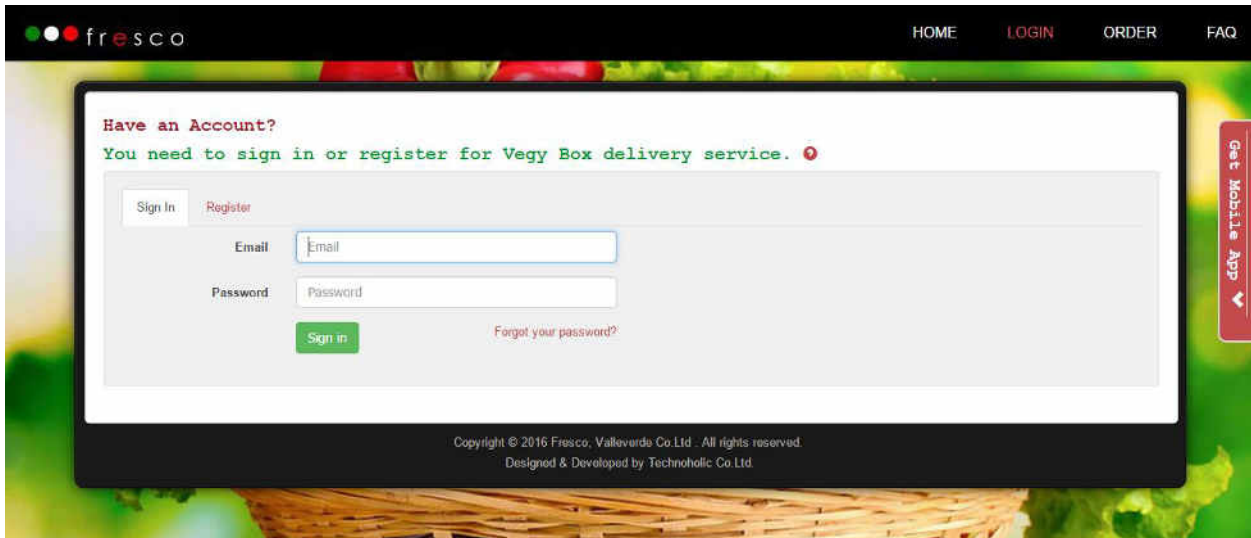 fresco
HOME LOGIN ORDER FAQ
Have an Account?
You need to sign in or register for Vegy Box delivery service.
Sign In Register
Email Email
Password Password
Sign in Forgot your password?
Get Mobile App
Copyright © 2016 Fresco, Valleverde Co.Ltd . All rights reserved.
Designed & Developed by Technoholic Co.Ltd.